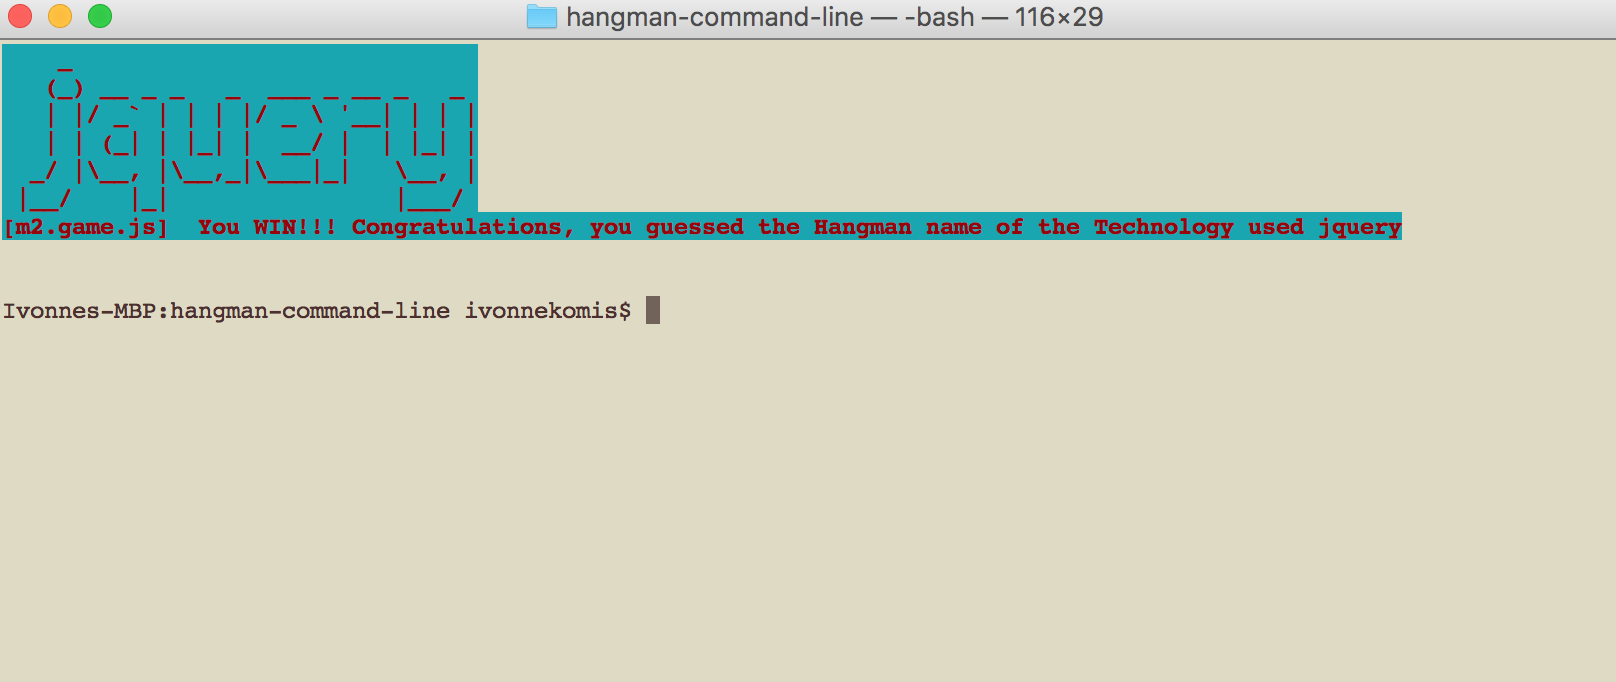 hangman-command-line — -bash — 116×29
jquery
[m2.game.js]  You WIN!!! Congratulations, you guessed the Hangman name of the Technology used jquery
Ivonnes-MBP:hangman-command-line ivonnekomis$